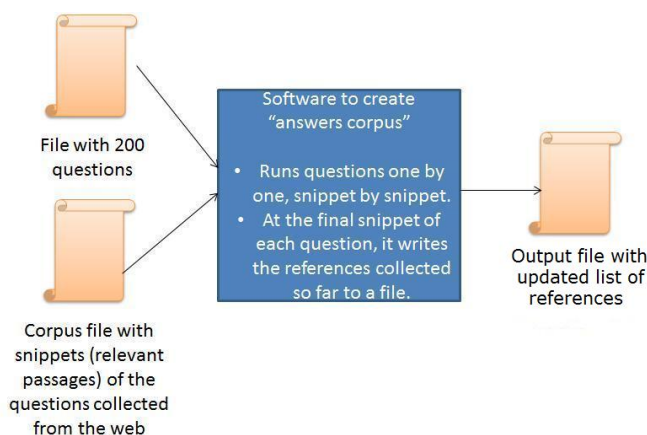 File with 200
questions
Corpus file with
snippets (relevant
passages) of the
questions collected
from the web
Software to create
“answers corpus”
• Runs questions one by
one, snippet by snippet.
• At the final snippet of
each question, it writes
the references collected
so far to a file.
Output file with
updated list of
references